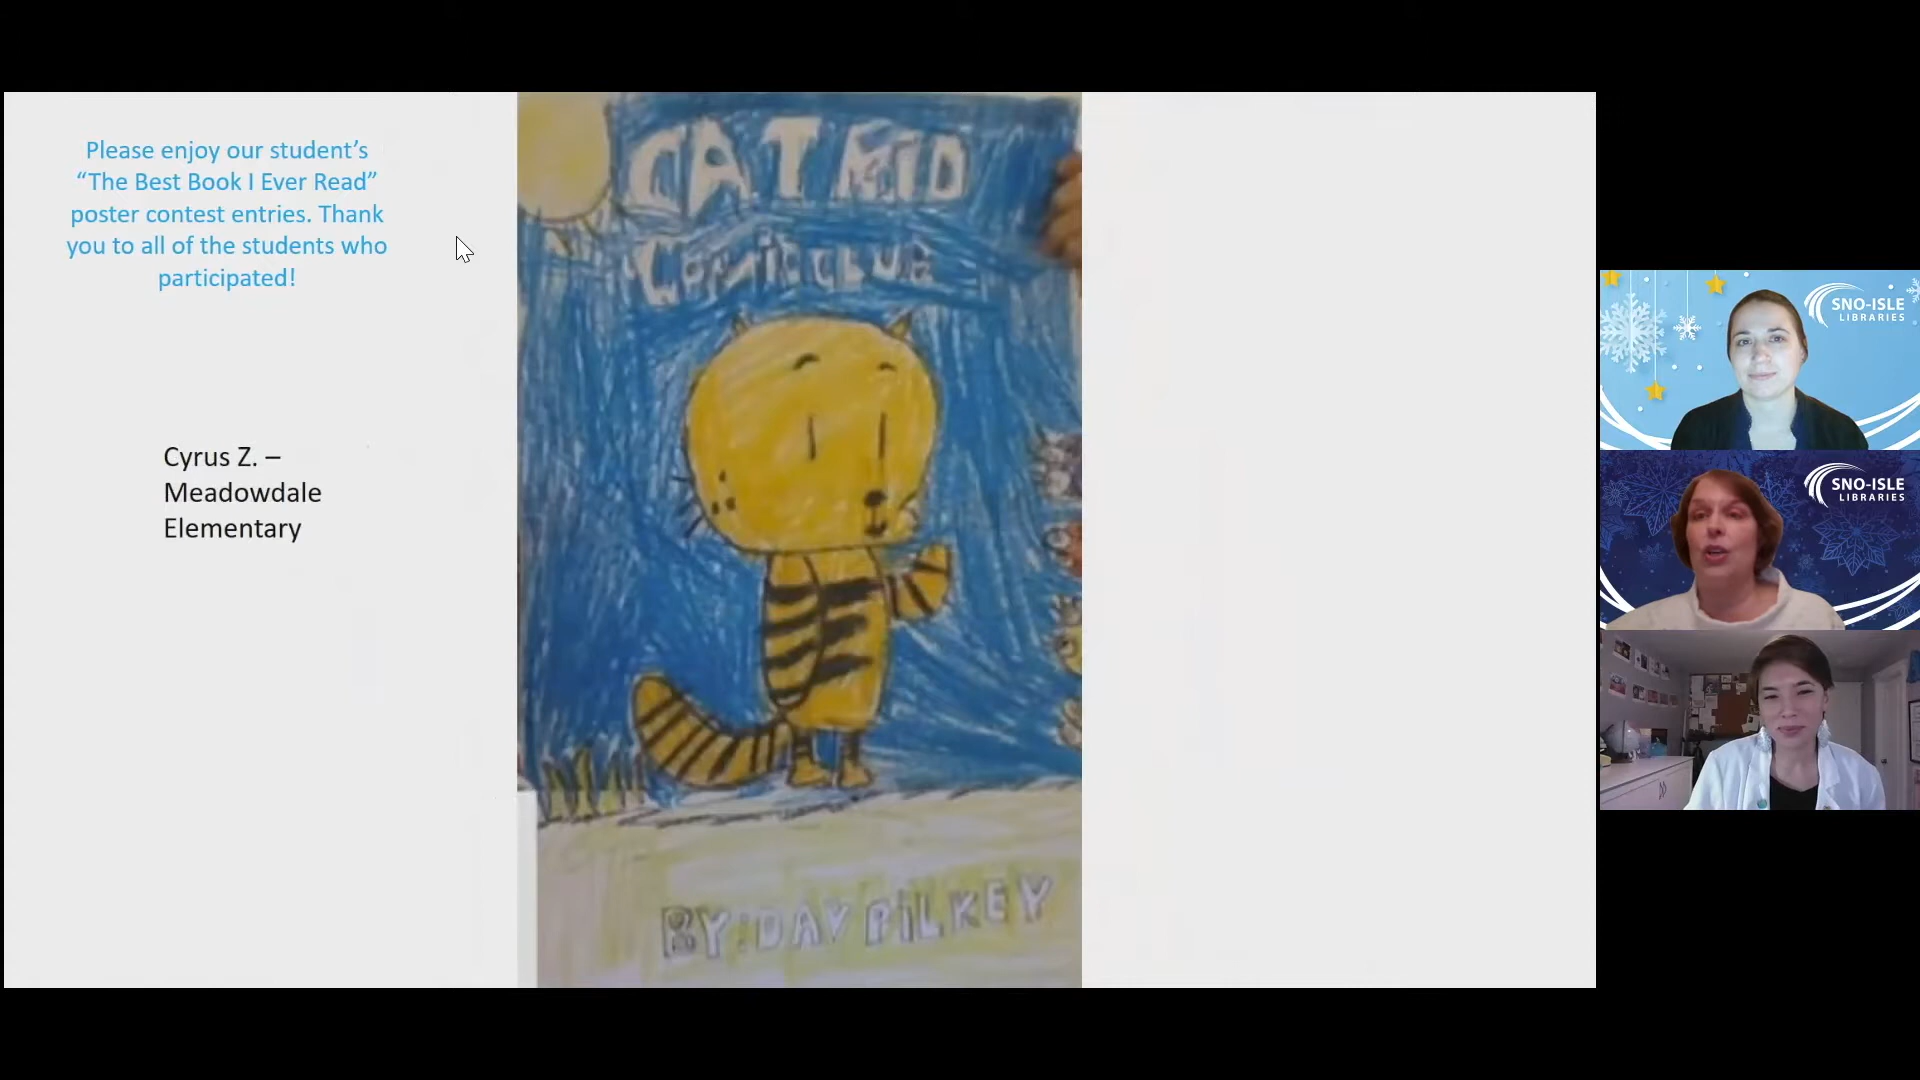 Please enjoy our student’s
“The Best Book I Ever Read”
poster contest entries. Thank
you to all of the students who
participated!
Cyrus Z. –
Meadowdale
Elementary
CAT KID
Comic CLUB
BY: DAV PILKEY
SNO-ISLE
LIBRARIES
SNO-ISLE
LIBRARIES